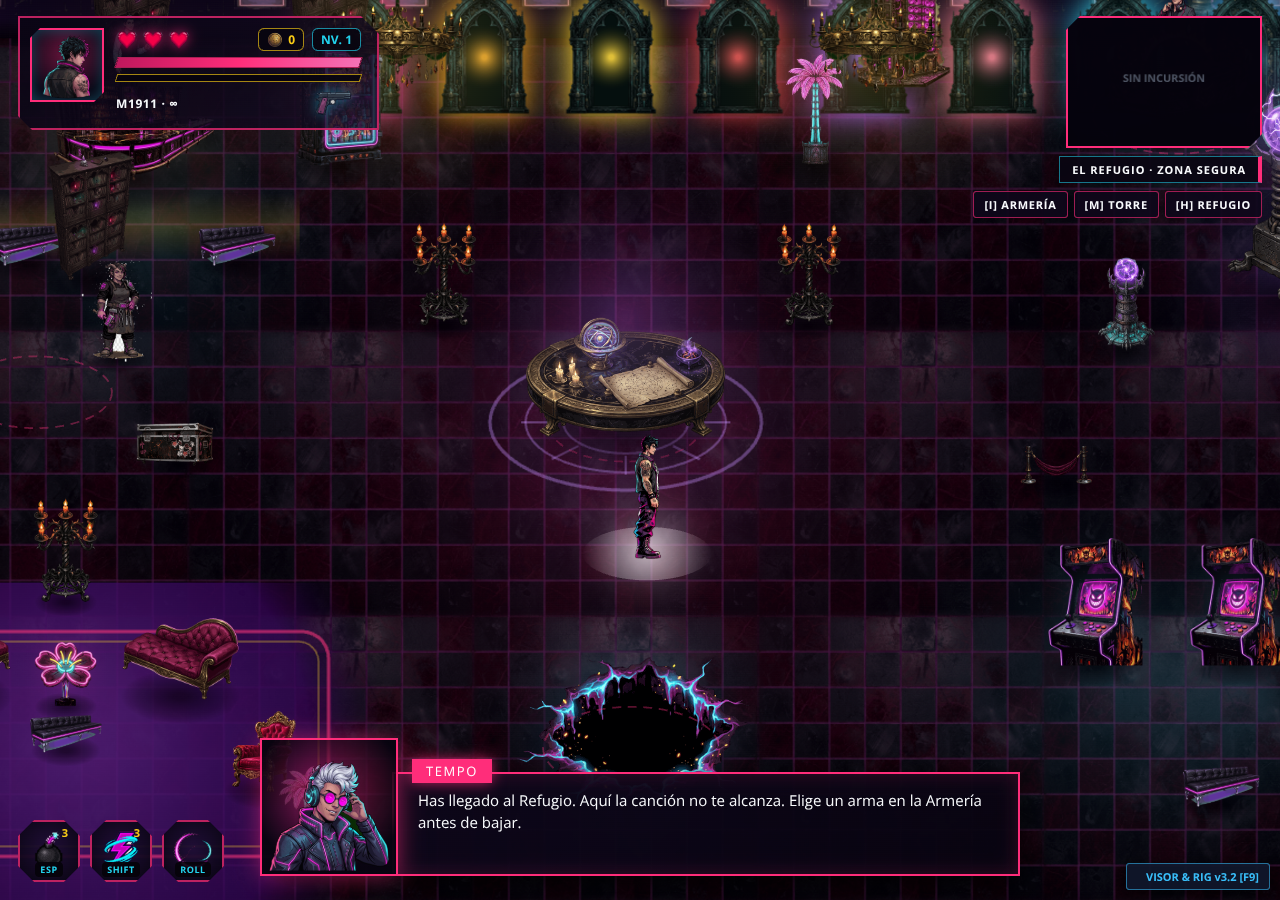 0
NV. 1
M1911 · ∞
SIN INCURSIÓN
EL REFUGIO · ZONA SEGURA
[I] ARMERÍA
[M] TORRE
[H] REFUGIO
TEMPO
Has llegado al Refugio. Aquí la canción no te alcanza. Elige un arma en la Armería
antes de bajar.
3
ESP
3
SHIFT
ROLL
VISOR & RIG v3.2 [F9]